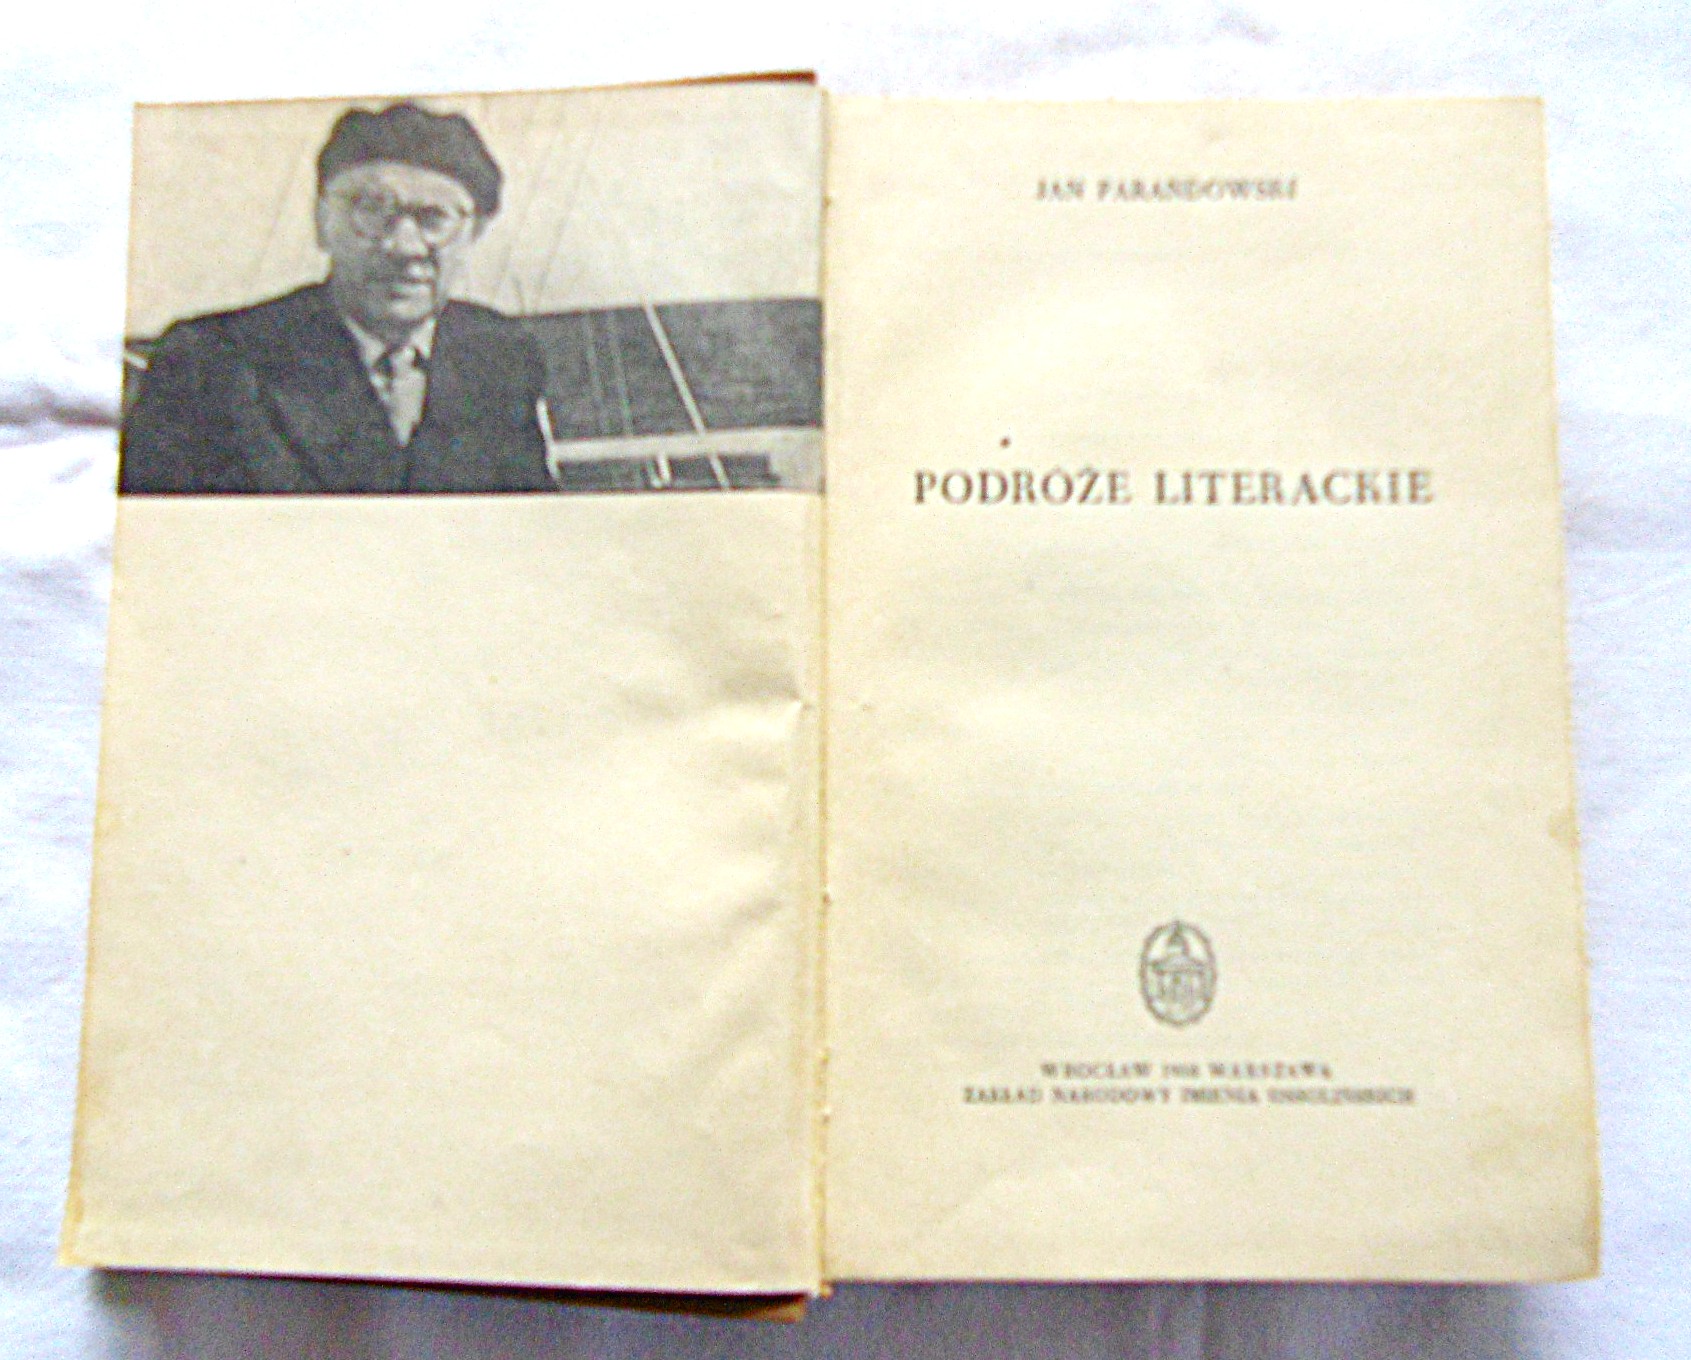 JAN PARANDOWSKI
PODRÓŻE LITERACKIE
WROCŁAW WARSZAWA
ZAKŁAD NARODOWY IMIENIA OSSOLIŃSKICH